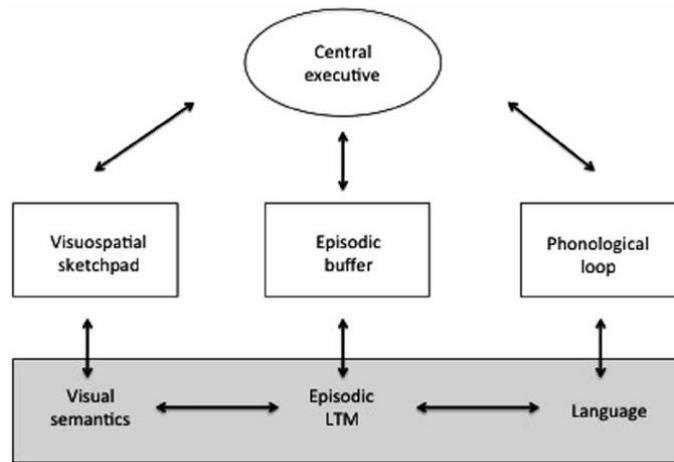 Central
executive
Visuospatial
sketchpad
Episodic
buffer
Phonological
loop
Visual
semantics
Episodic
LTM
Language